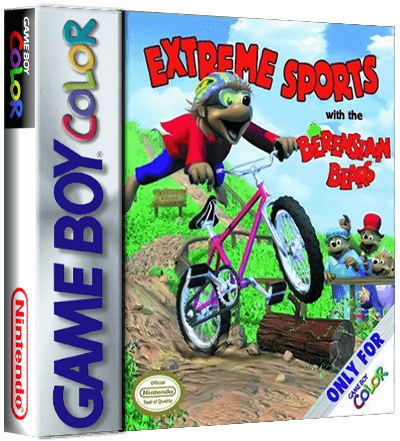 GAME BOY
COLOR
Nintendo
GAME BOY COLOR
EXTREME SPORTS
with the
BERENSTAIN
BEARS
Official
Nintendo
Seal of Quality
ONLY FOR
GAME BOY
COLOR